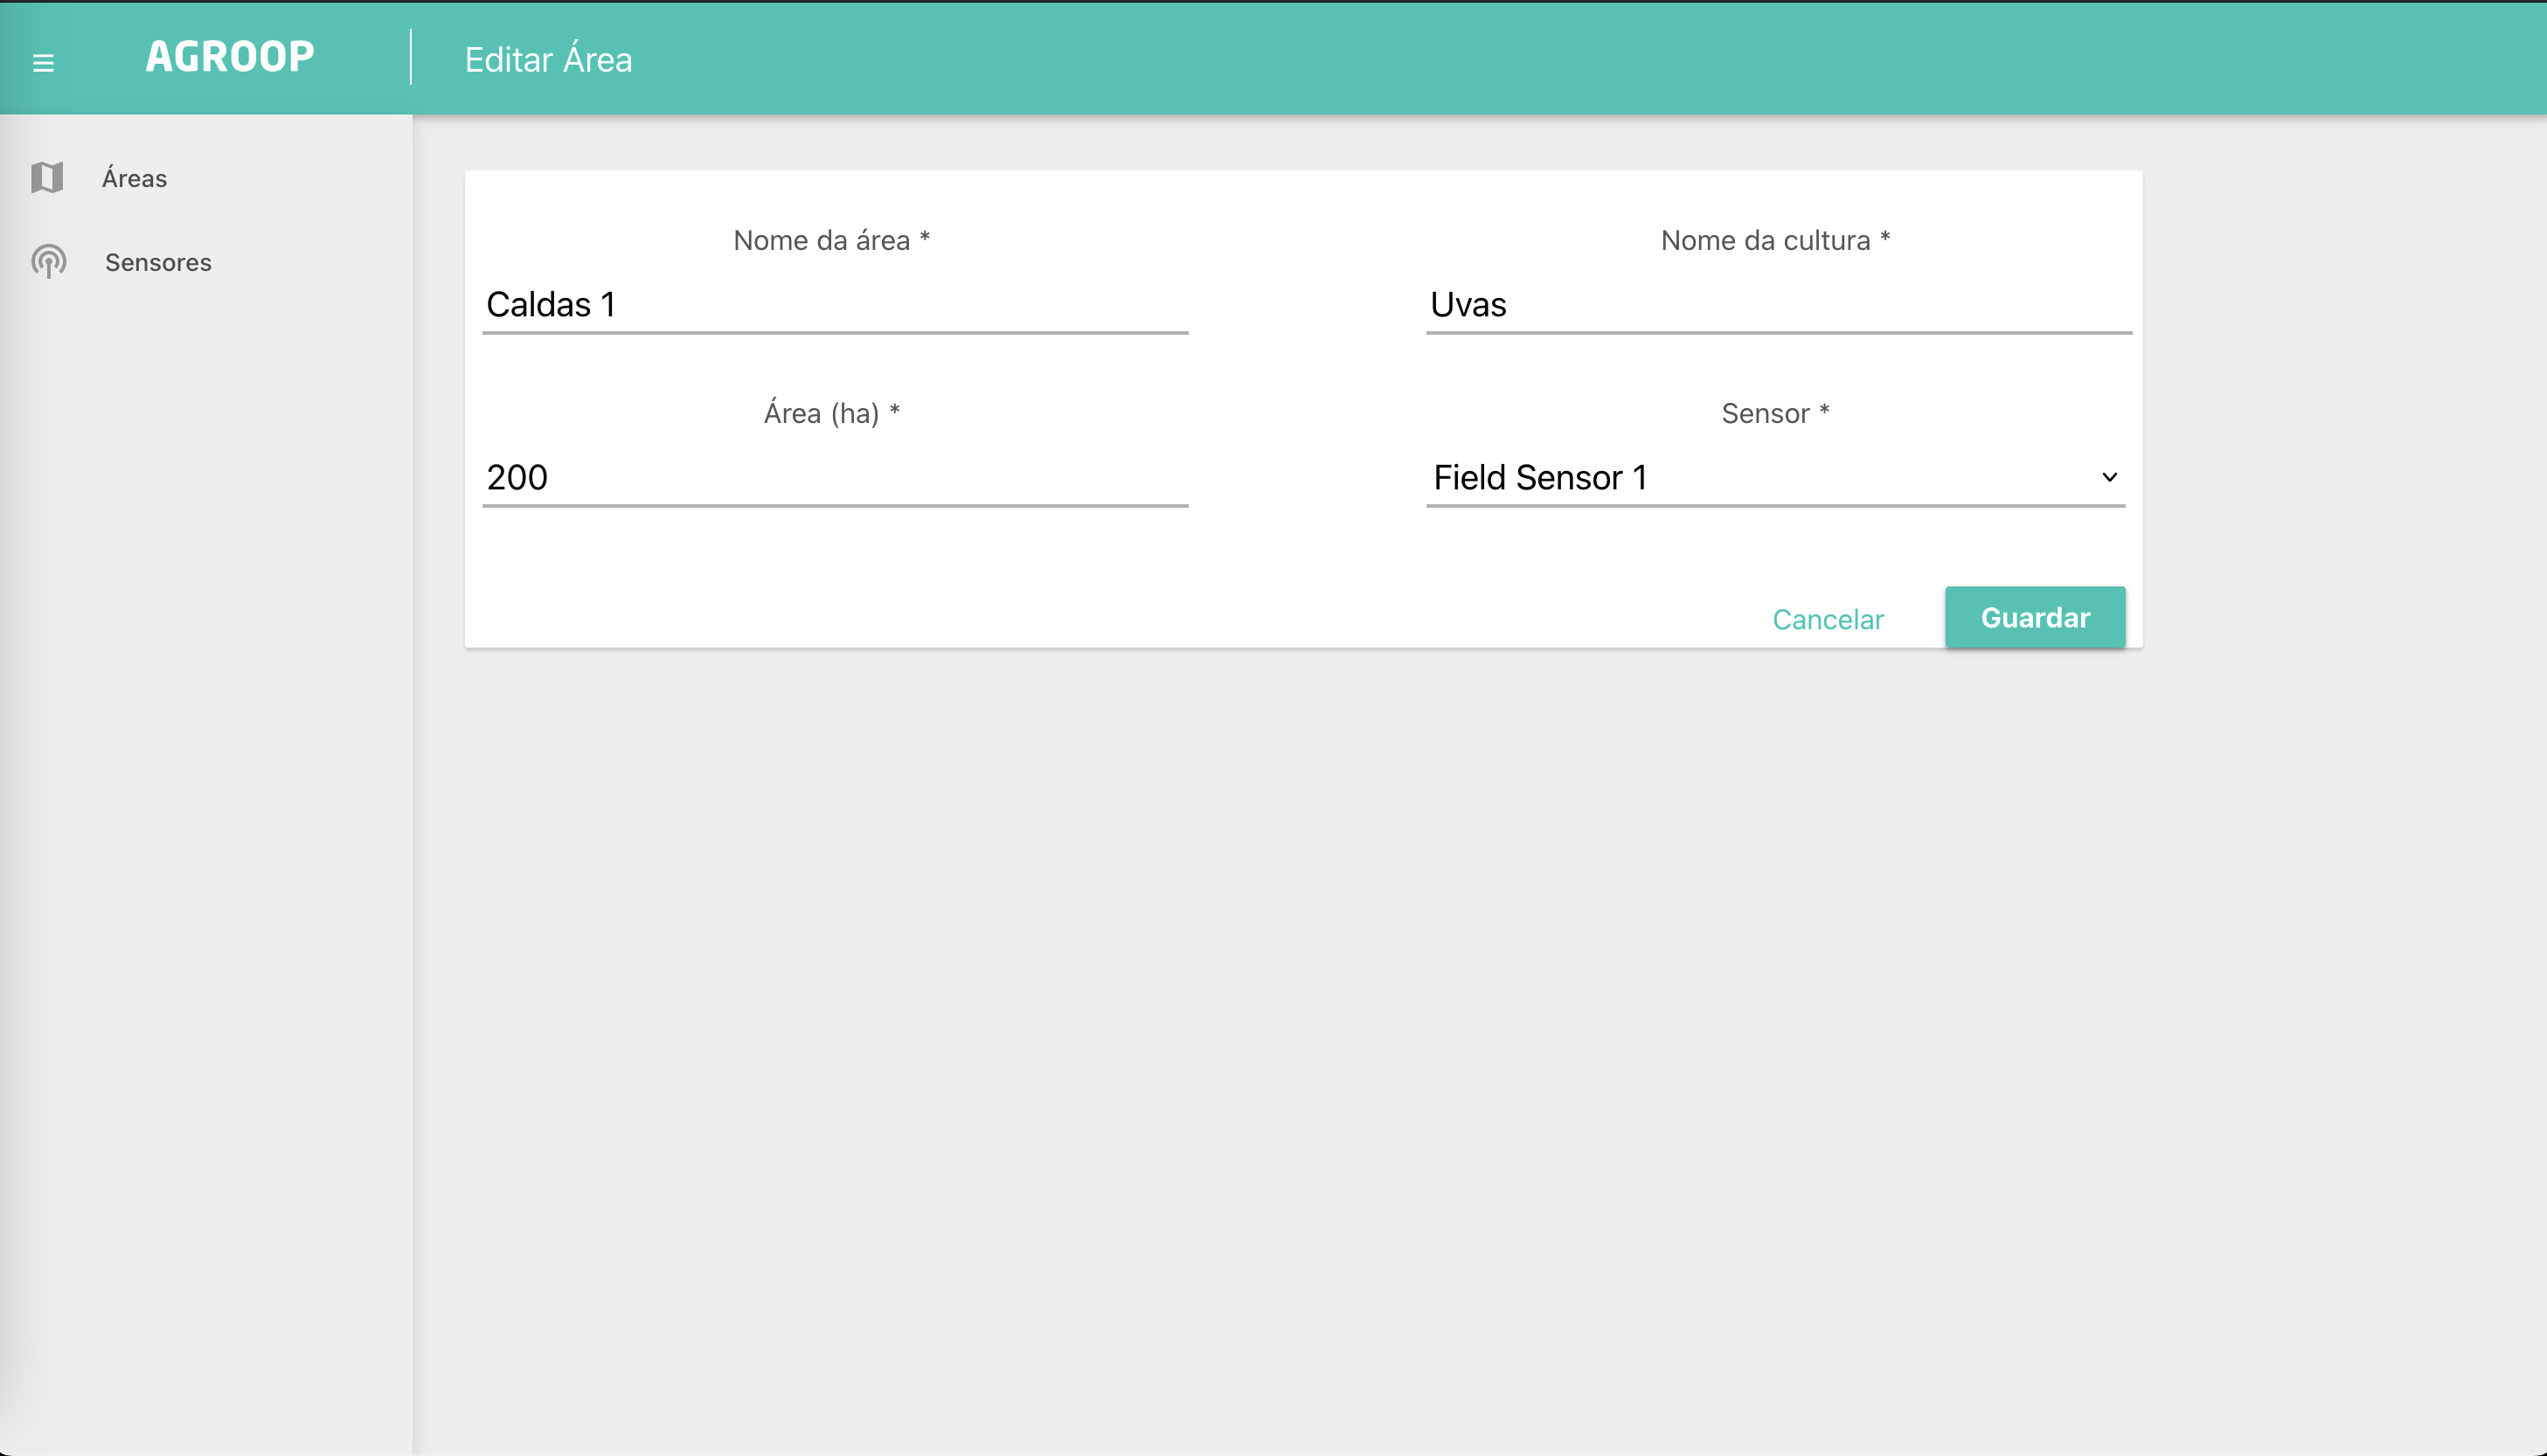 AGROOP
Editar Área
Áreas
Sensores
Nome da área *
Nome da cultura *
Caldas 1
Uvas
Área (ha) *
Sensor *
200
Field Sensor 1
Cancelar
Guardar